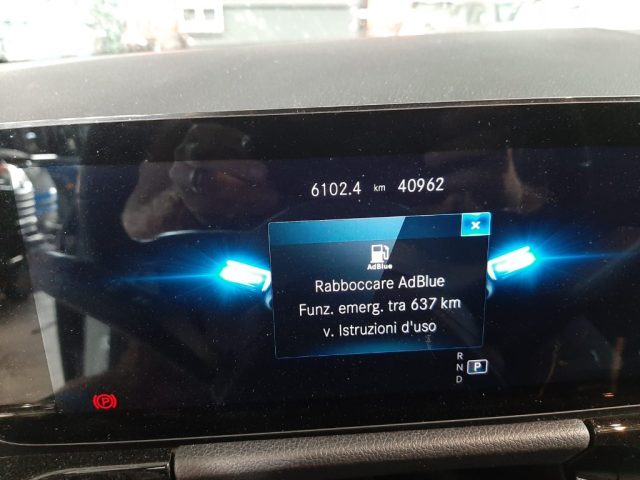 6102.4 km 40962
x
AdBlue
Rabboccare AdBlue
Funz. emerg. tra 637 km
v. Istruzioni d'uso
R
N P
D
(P)